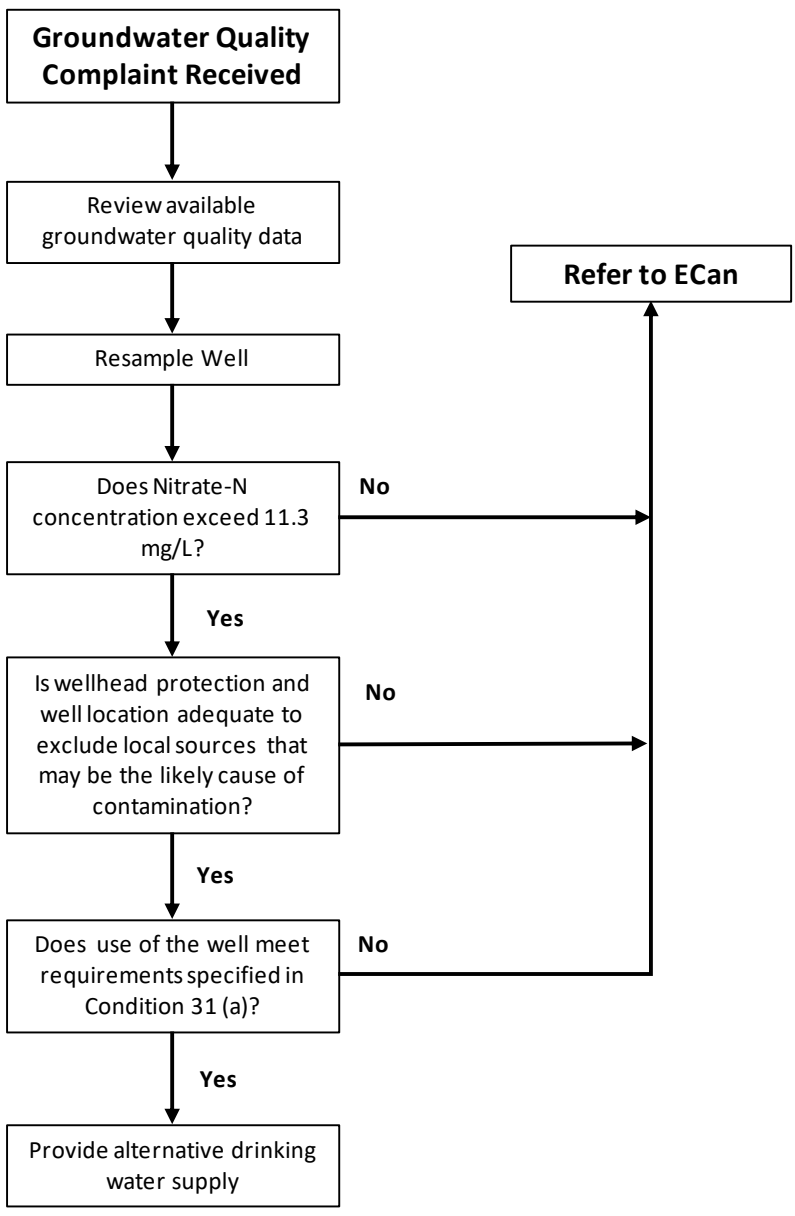 Groundwater Quality
Complaint Received
Review available
groundwater quality data
Refer to ECan
Resample Well
Does Nitrate-N
concentration exceed 11.3
mg/L?
No
Yes
Is wellhead protection and
well location adequate to
exclude local sources that
may be the likely cause of
contamination?
No
Yes
Does use of the well meet
requirements specified in
Condition 31 (a)?
No
Yes
Provide alternative drinking
water supply